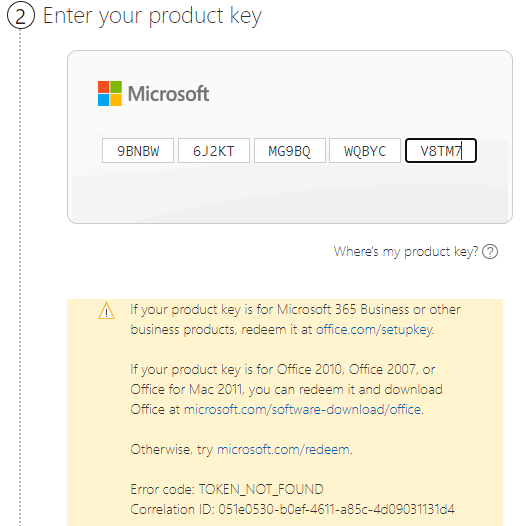 2 Enter your product key
Microsoft
9BNBW 6J2KT MG9BQ WQBYC V8TM7
Where's my product key? ?
If your product key is for Microsoft 365 Business or other
business products, redeem it at office.com/setupkey.
If your product key is for Office 2010, Office 2007, or
Office for Mac 2011, you can redeem it and download
Office at microsoft.com/software-download/office.
Otherwise, try microsoft.com/redeem.
Error code: TOKEN_NOT_FOUND
Correlation ID: 051e0530-b0ef-4611-a85c-4d09031131d4